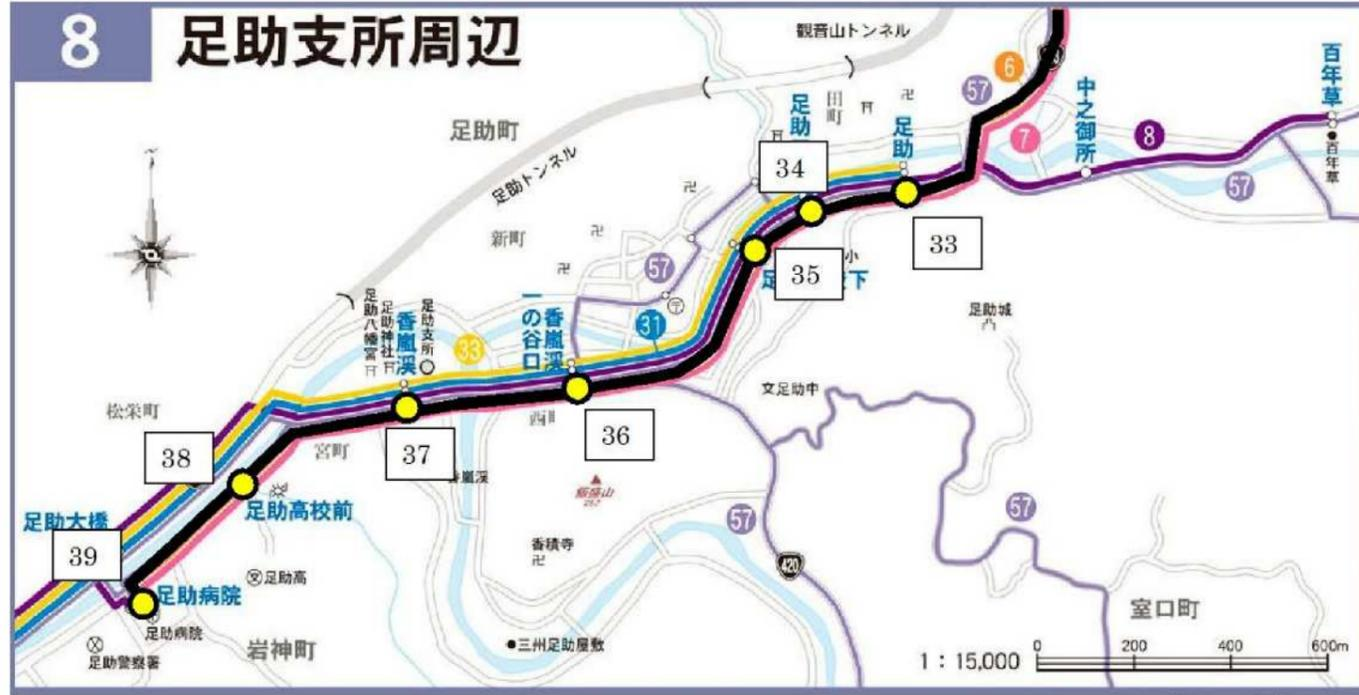 8
足助支所周辺
観音山トンネル
百年草
6
57
足助町
足助
田町
足助
中之御所
7
8
34
百年草
足助トンネル
57
33
新町
35
小
足
下
57
足助城
足助八幡宮
足助神社
香嵐渓
足助支所
33
一の谷口
香嵐渓
31
文足助中
松栄町
西町
36
38
宮町
37
香嵐渓
飯盛山
足助高校前
57
57
足助大橋
香積寺
39
420
文足助高
足助病院
室口町
足助病院
岩神町
三州足助屋敷
足助警察署
1：15,000
0 200 400 600m